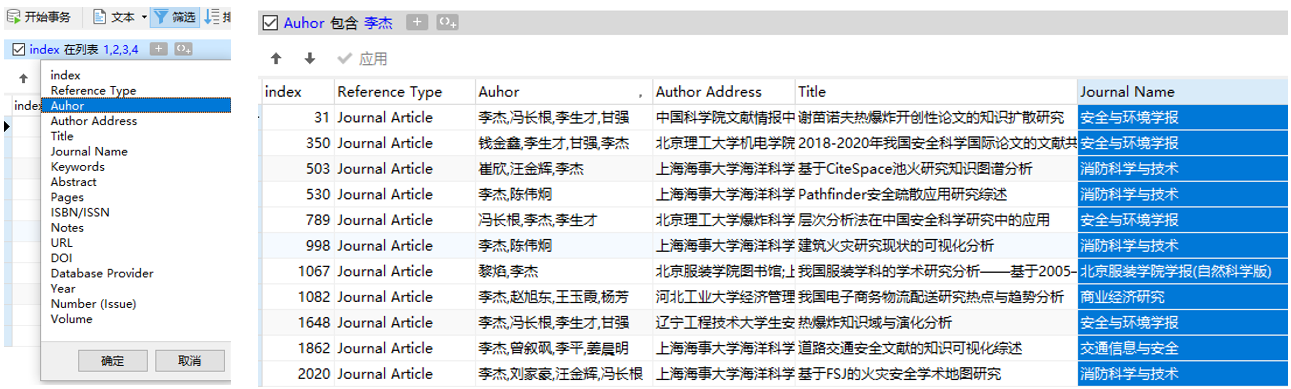 开始事务 文本 筛选
index 在列表 1,2,3,4
index
Reference Type
Auhor
Author Address
Title
Journal Name
Keywords
Abstract
Pages
ISBN/ISSN
Notes
URL
DOI
Database Provider
Year
Number (Issue)
Volume
确定 取消
Auhor 包含 李杰
应用
index Reference Type Auhor , Author Address Title Journal Name
31 Journal Article 李杰,冯长根,李生才,甘强 中国科学院文献情报中 谢苗诺夫热爆炸开创性论文的知识扩散研究 安全与环境学报
350 Journal Article 钱金鑫,李生才,甘强,李杰 北京理工大学机电学院 2018-2020年我国安全科学国际论文的文献共 安全与环境学报
503 Journal Article 崔欣,汪金辉,李杰 上海海事大学海洋科学 基于CiteSpace池火研究知识图谱分析 消防科学与技术
530 Journal Article 李杰,陈伟炯 上海海事大学海洋科学 Pathfinder安全疏散应用研究综述 消防科学与技术
789 Journal Article 冯长根,李杰,李生才 北京理工大学爆炸科学 层次分析法在中国安全科学研究中的应用 安全与环境学报
998 Journal Article 李杰,陈伟炯 上海海事大学海洋科学 建筑火灾研究现状的可视化分析 消防科学与技术
1067 Journal Article 黎焰,李杰 北京服装学院图书馆;上 我国服装学科的学术研究分析——基于2005- 北京服装学院学报(自然科学版)
1082 Journal Article 李杰,赵旭东,王玉霞,杨芳 河北工业大学经济管理 我国电子商务物流配送研究热点与趋势分析 商业经济研究
1648 Journal Article 李杰,冯长根,李生才,甘强 辽宁工程技术大学生安 热爆炸知识域与演化分析 安全与环境学报
1862 Journal Article 李杰,曾叙砜,李平,姜晨明 上海海事大学海洋科学 道路交通安全文献的知识可视化综述 交通信息与安全
2020 Journal Article 李杰,刘家豪,汪金辉,冯长根 上海海事大学海洋科学 基于FSJ的火灾安全学术地图研究 消防科学与技术